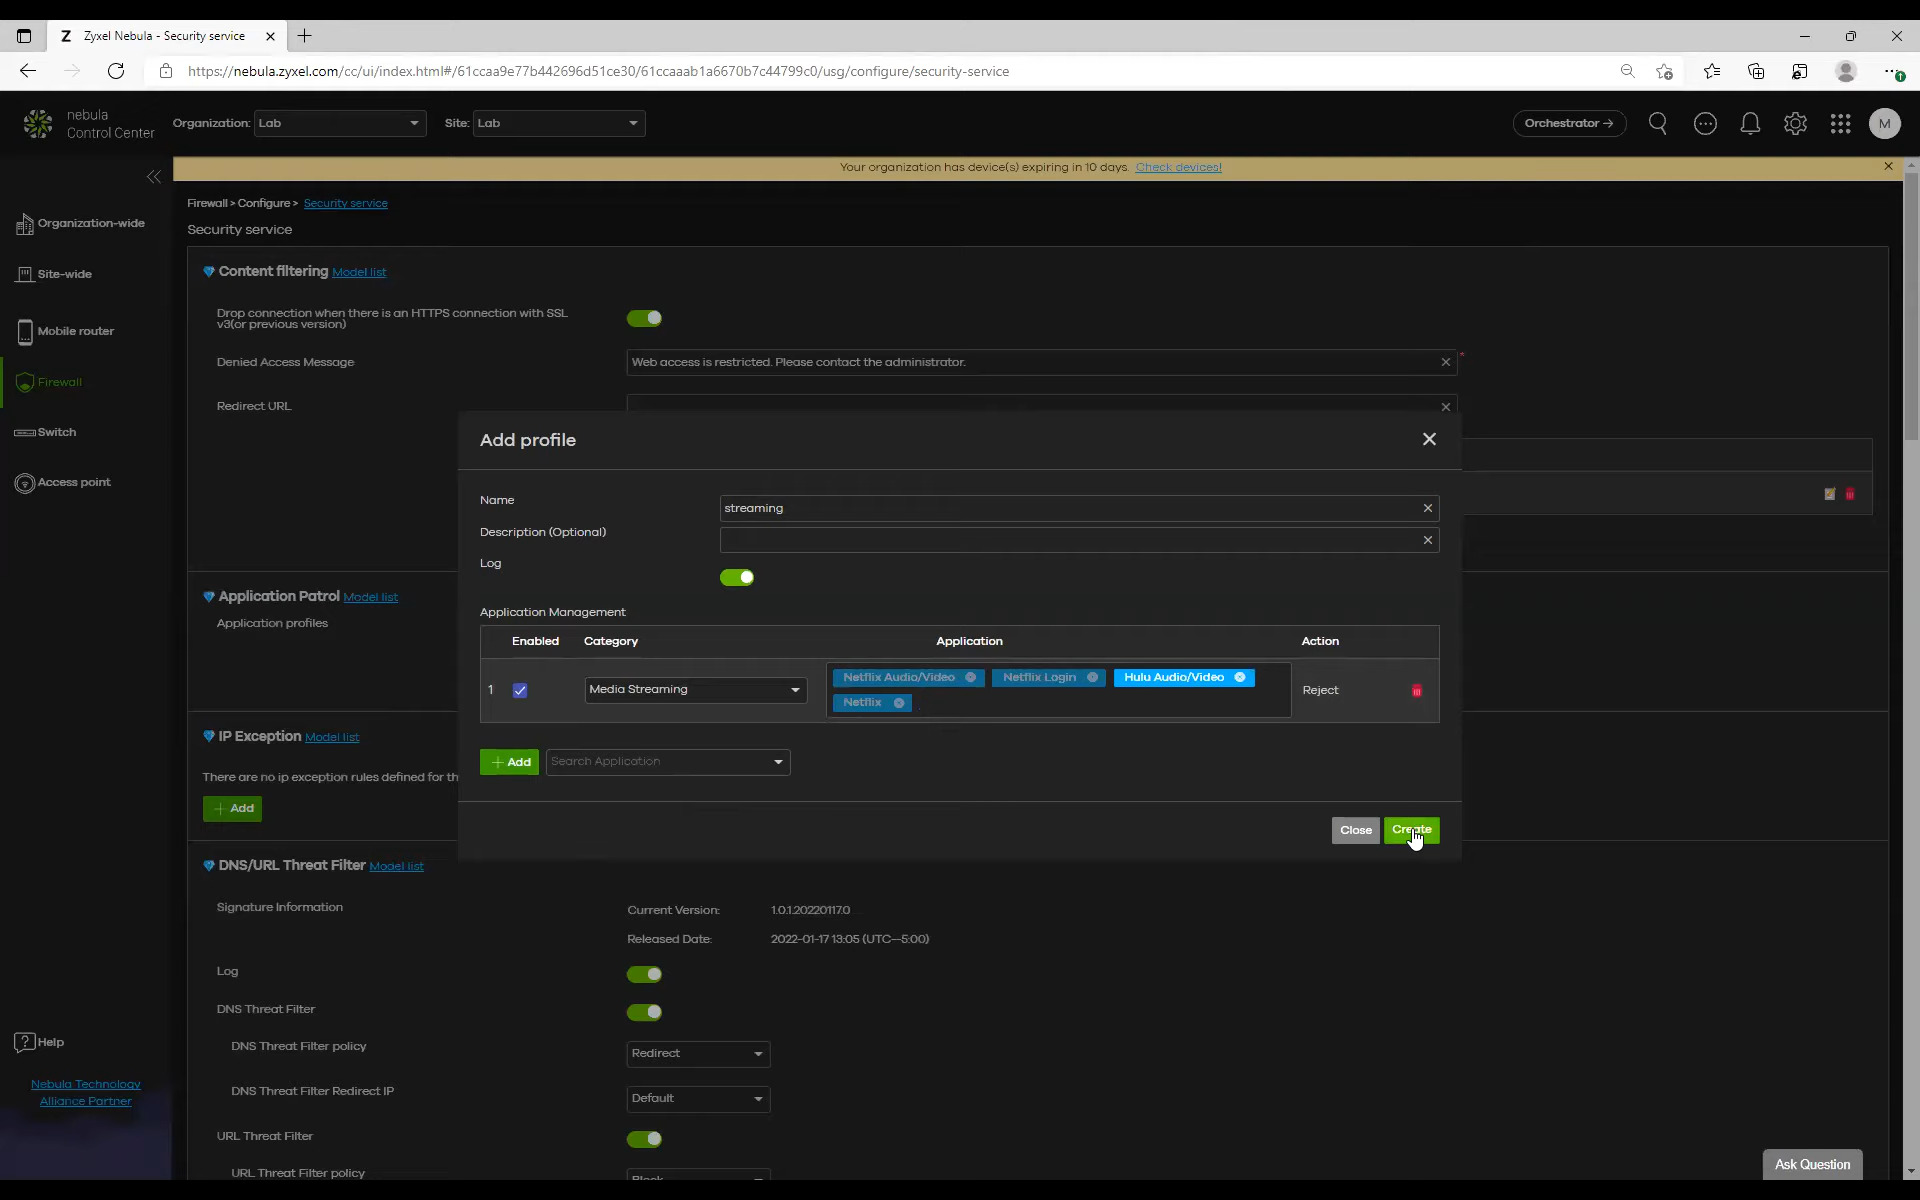 Zyxel Nebula - Security service
https://nebula.zyxel.com/cc/ui/index.html#/61ccaa9e77b442696d51ce30/61ccaaab1a6670b7c44799c0/usg/configure/security-service
nebula
Control Center
Organization: Lab
Site: Lab
Orchestrator →
M
Your organization has device(s) expiring in 10 days. Check devices!
Organization-wide
Site-wide
Mobile router
Firewall
Switch
Access point
Help
Nebula Technology
Alliance Partner
Firewall > Configure > Security service
Security service
Content filtering Model list
Drop connection when there is an HTTPS connection with SSL
v3(or previous version)
Denied Access Message
Web access is restricted. Please contact the administrator. *
Redirect URL
Add profile
Name
streaming
Description (Optional)
Log
Application Management
Enabled Category Application Action
1 Media Streaming
Netflix Audio/Video Netflix Login Hulu Audio/Video
Netflix
Reject
+ Add Search Application
Close Create
Application Patrol Model list
Application profiles
IP Exception Model list
There are no ip exception rules defined for th
+ Add
DNS/URL Threat Filter Model list
Signature Information
Current Version: 1.0.1.20220117.0
Released Date: 2022-01-17 13:05 (UTC--5:00)
Log
DNS Threat Filter
DNS Threat Filter policy Redirect
DNS Threat Filter Redirect IP Default
URL Threat Filter
URL Threat Filter policy Block
Ask Question